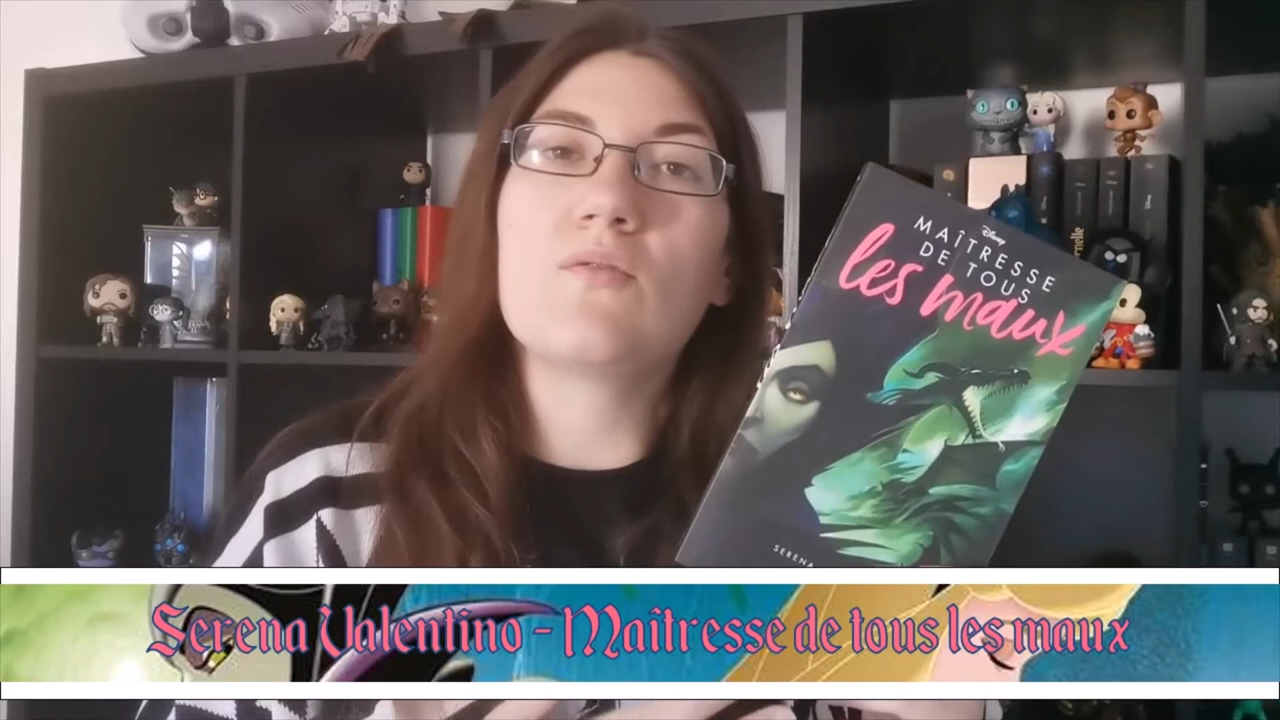 Disney
MAÎTRESSE
DE TOUS
les maux
SERENA
Serena Valentino - Maîtresse de tous les maux